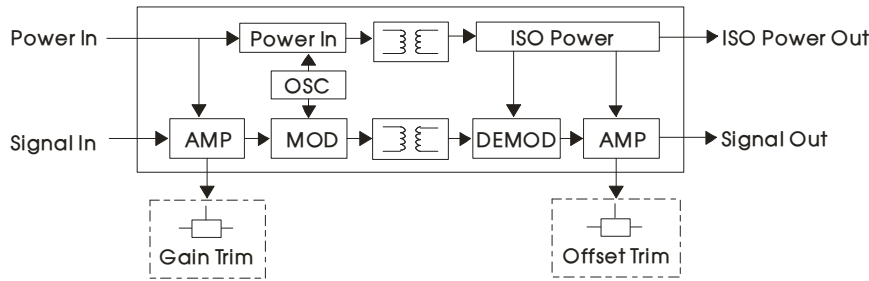 Power In
Power In
ISO Power
ISO Power Out
OSC
Signal In
AMP
MOD
DEMOD
AMP
Signal Out
Gain Trim
Offset Trim